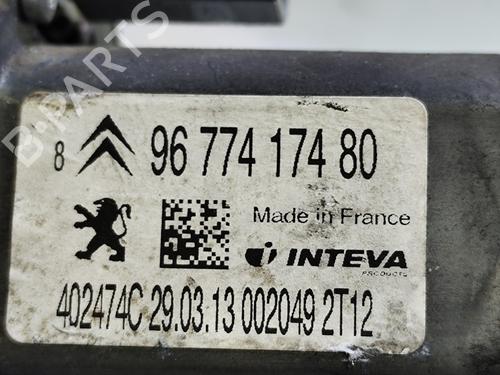 8 96 774 174 80
Made in France
INTEVA
PRODUCTS
402474C 29.03.13 002049 2T12
B-PARTS